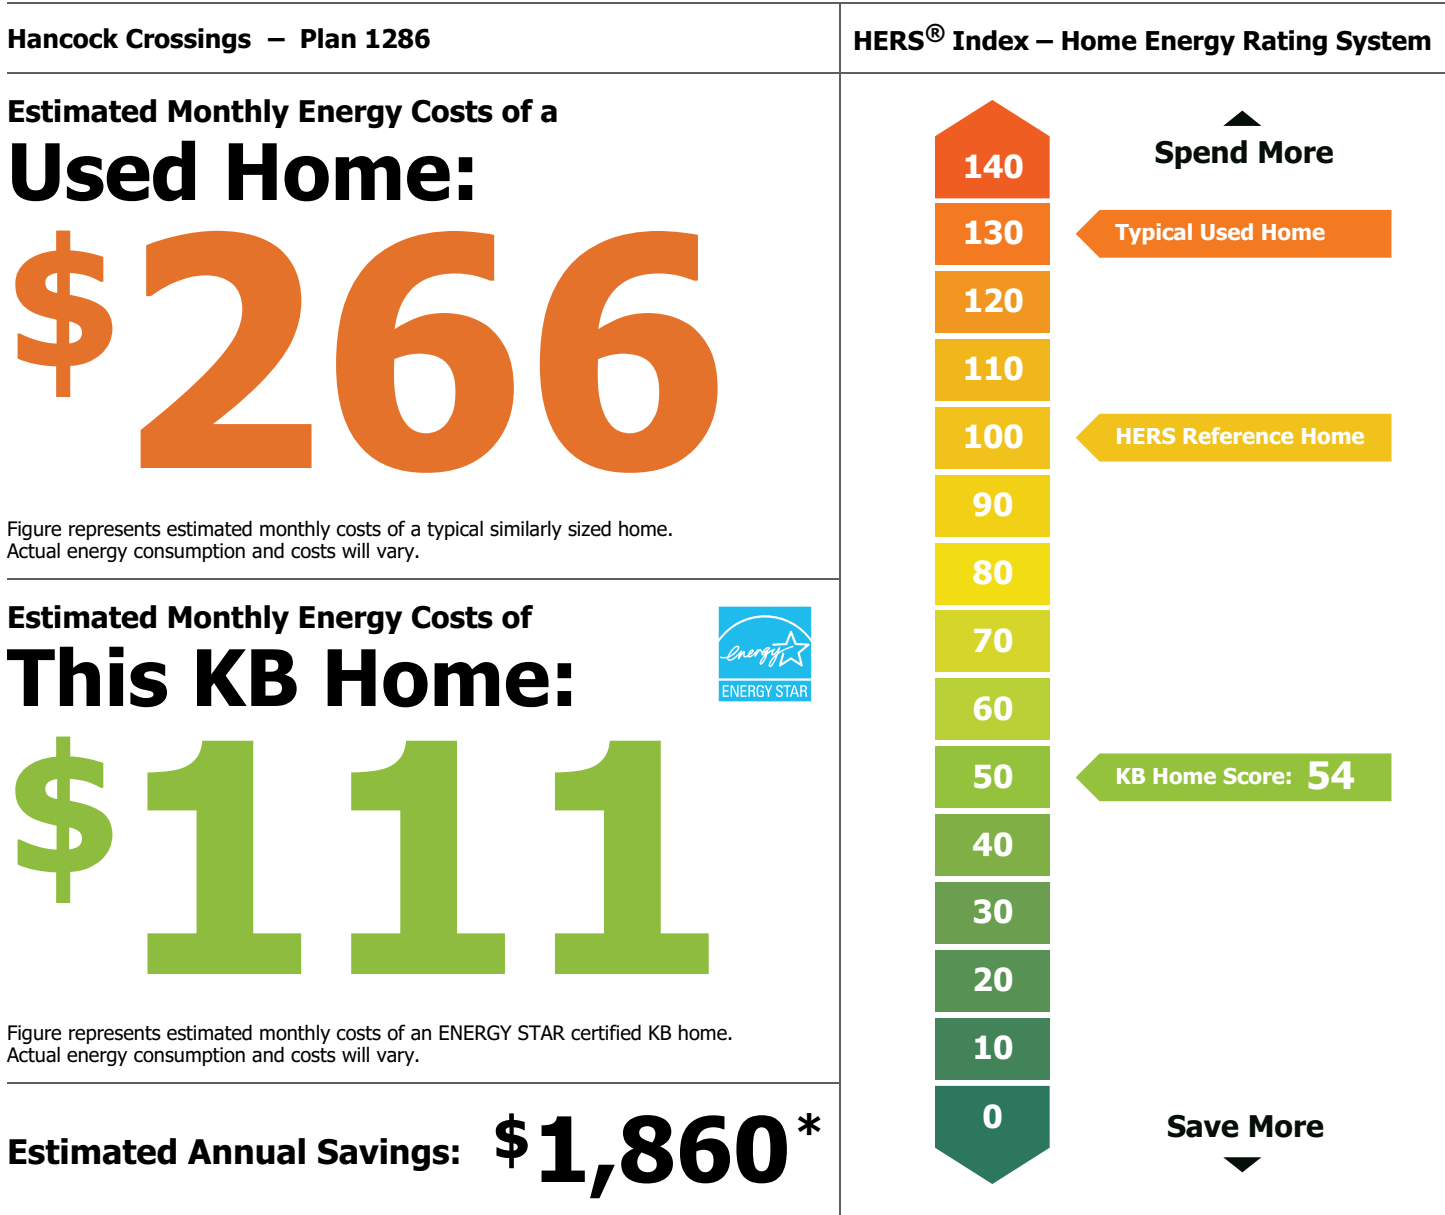 Hancock Crossings – Plan 1286
Estimated Monthly Energy Costs of a
Used Home:
$266
Figure represents estimated monthly costs of a typical similarly sized home.
Actual energy consumption and costs will vary.
Estimated Monthly Energy Costs of
This KB Home:
energy
ENERGY STAR
$111
Figure represents estimated monthly costs of an ENERGY STAR certified KB home.
Actual energy consumption and costs will vary.
Estimated Annual Savings: $1,860*
HERS® Index – Home Energy Rating System
Spend More
140
130 Typical Used Home
120
110
100 HERS Reference Home
90
80
70
60
50 KB Home Score: 54
40
30
20
10
0
Save More